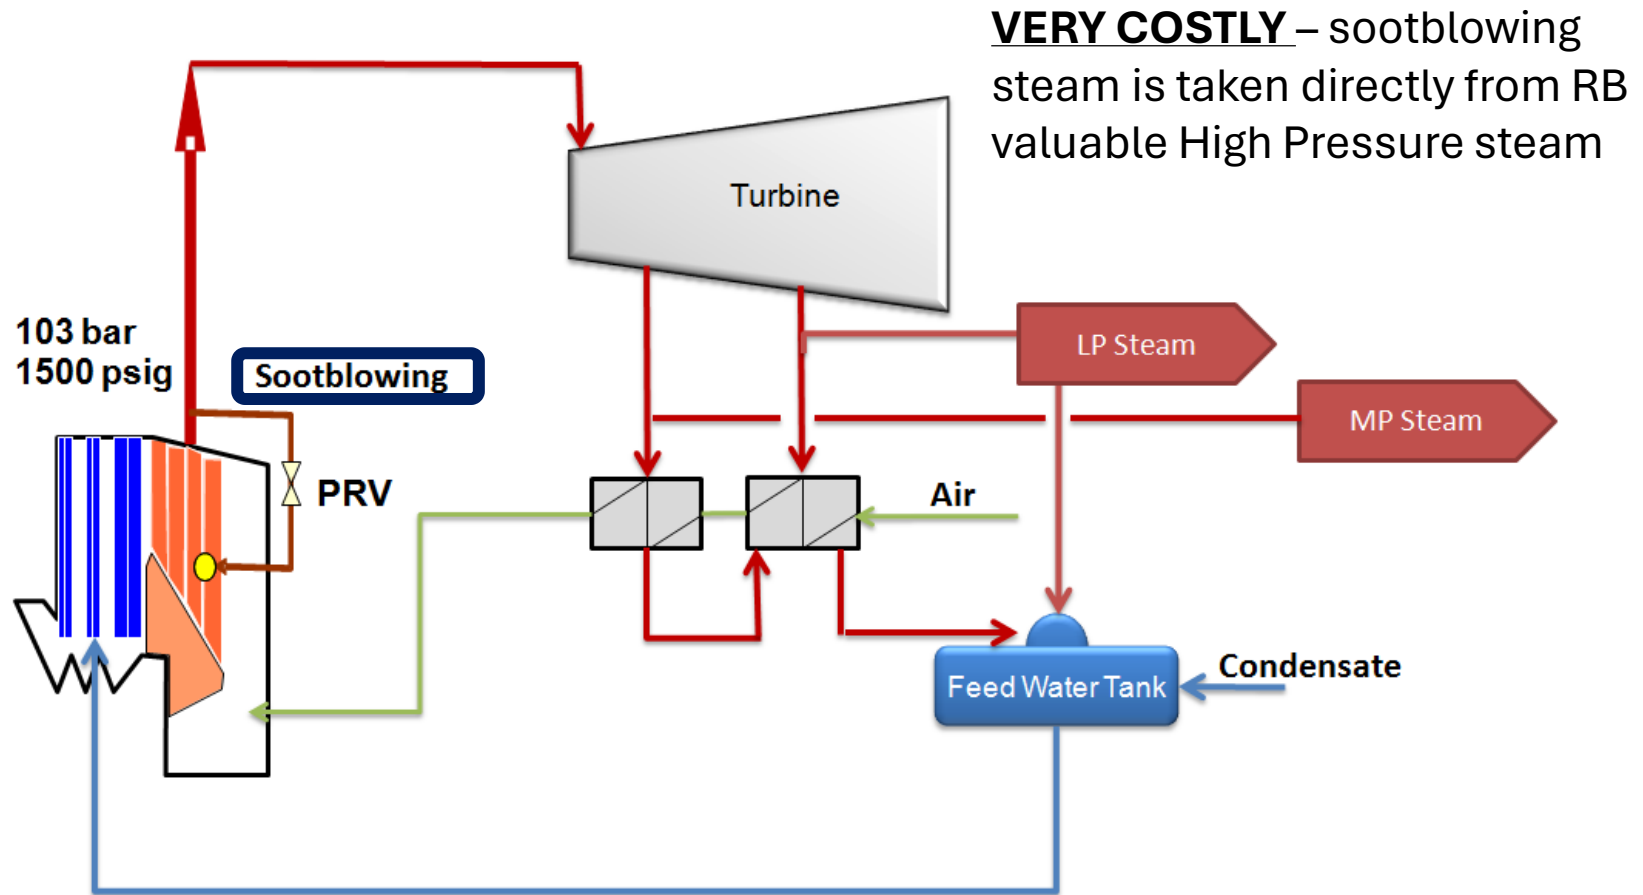 VERY COSTLY – sootblowing
steam is taken directly from RB
valuable High Pressure steam
Turbine
103 bar
1500 psig
Sootblowing
LP Steam
MP Steam
PRV
Air
Condensate
Feed Water Tank